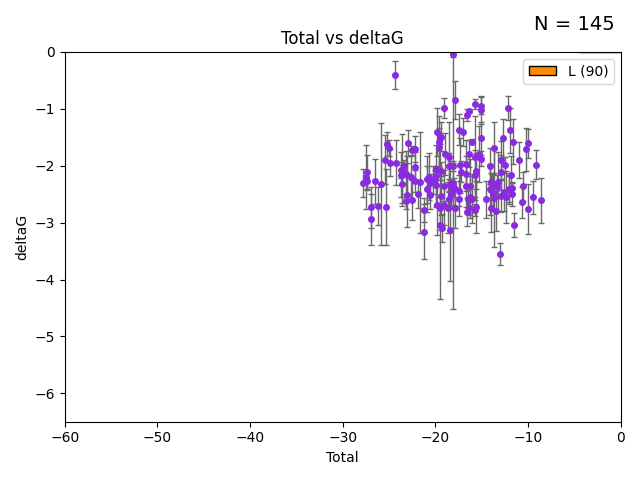 N = 145
Total vs deltaG
L (90)
0
−1
−2
−3
−4
−5
−6
deltaG
−60 −50 −40 −30 −20 −10 0
Total